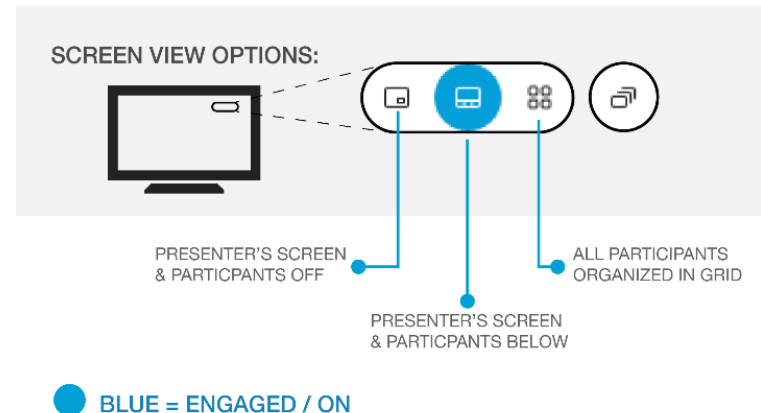 SCREEN VIEW OPTIONS:
PRESENTER'S SCREEN
& PARTICPANTS OFF
ALL PARTICIPANTS
ORGANIZED IN GRID
PRESENTER'S SCREEN
& PARTICPANTS BELOW
BLUE = ENGAGED / ON